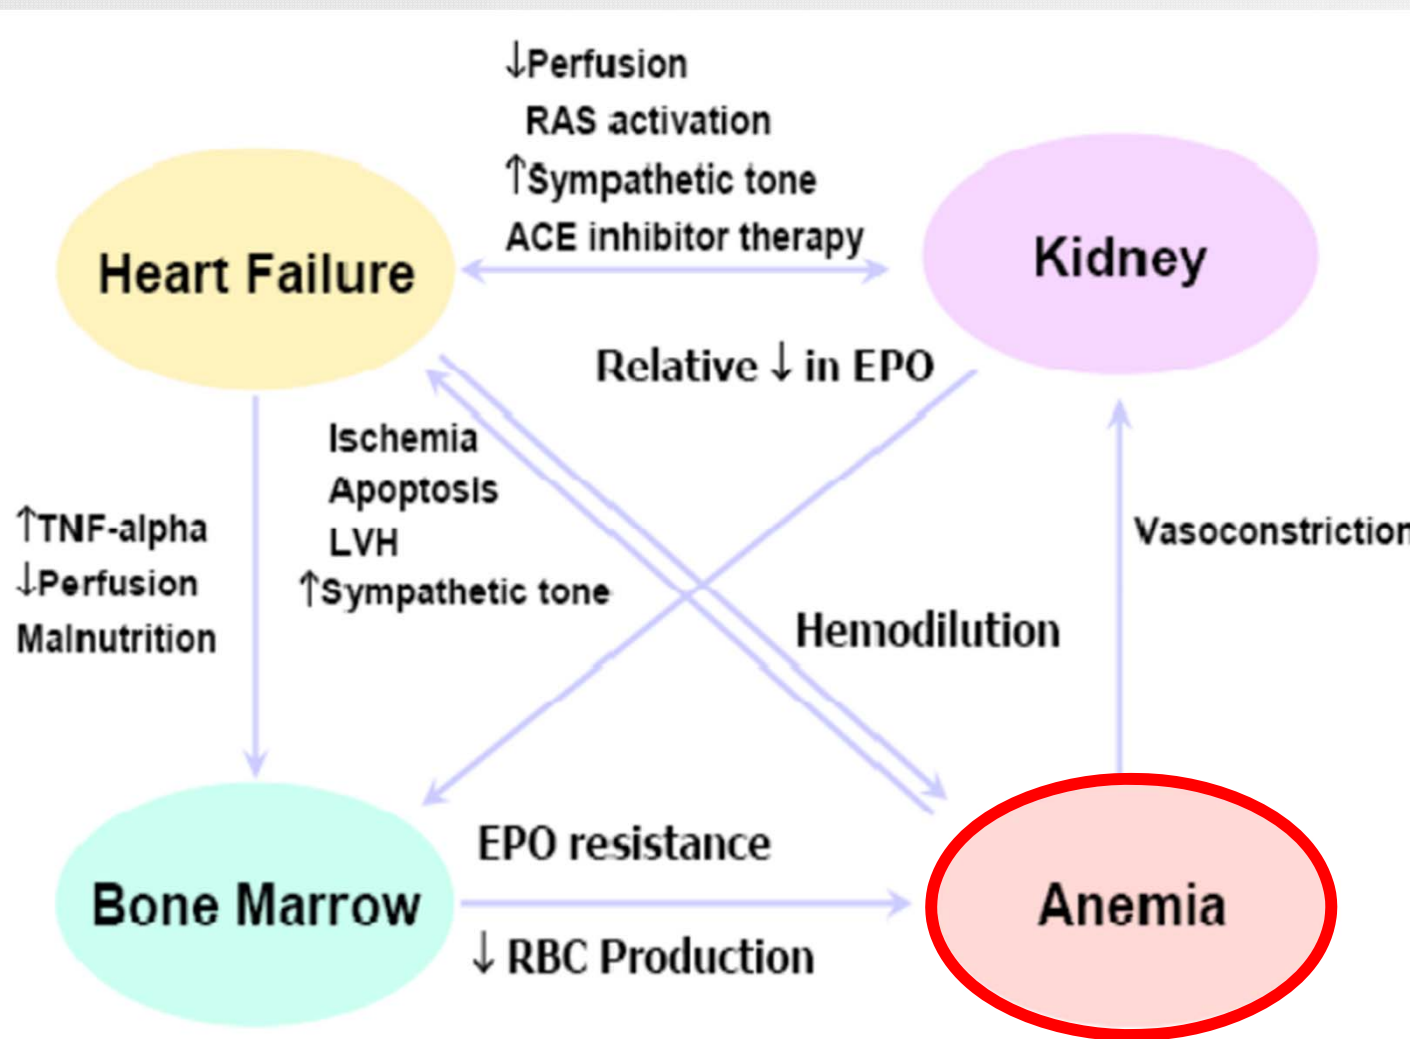 ↓Perfusion
RAS activation
↑Sympathetic tone
ACE inhibitor therapy
Heart Failure
Kidney
Relative ↓ in EPO
Ischemia
Apoptosis
LVH
↑Sympathetic tone
↑TNF-alpha
↓Perfusion
Malnutrition
Vasoconstriction
Hemodilution
EPO resistance
Bone Marrow
Anemia
↓ RBC Production